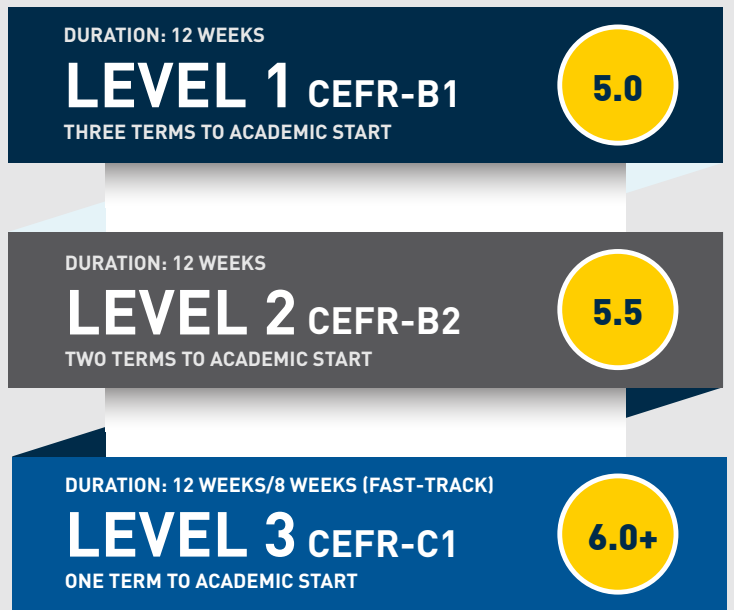 DURATION: 12 WEEKS
LEVEL 1 CEFR-B1
5.0
THREE TERMS TO ACADEMIC START
DURATION: 12 WEEKS
LEVEL 2 CEFR-B2
5.5
TWO TERMS TO ACADEMIC START
DURATION: 12 WEEKS/8 WEEKS (FAST-TRACK)
LEVEL 3 CEFR-C1
6.0+
ONE TERM TO ACADEMIC START